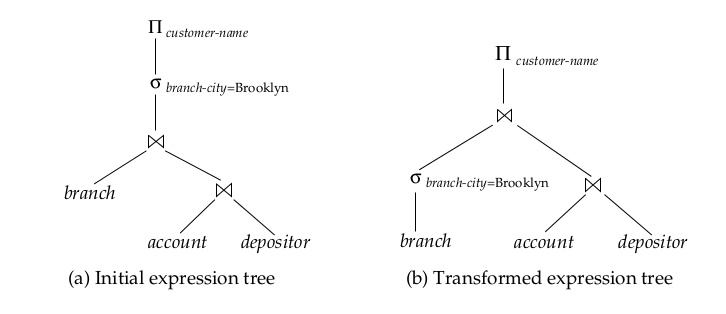 Π customer-name
σ branch-city=Brooklyn
⋈
branch
⋈
account depositor
(a) Initial expression tree
Π customer-name
⋈
σ branch-city=Brooklyn
⋈
branch account depositor
(b) Transformed expression tree